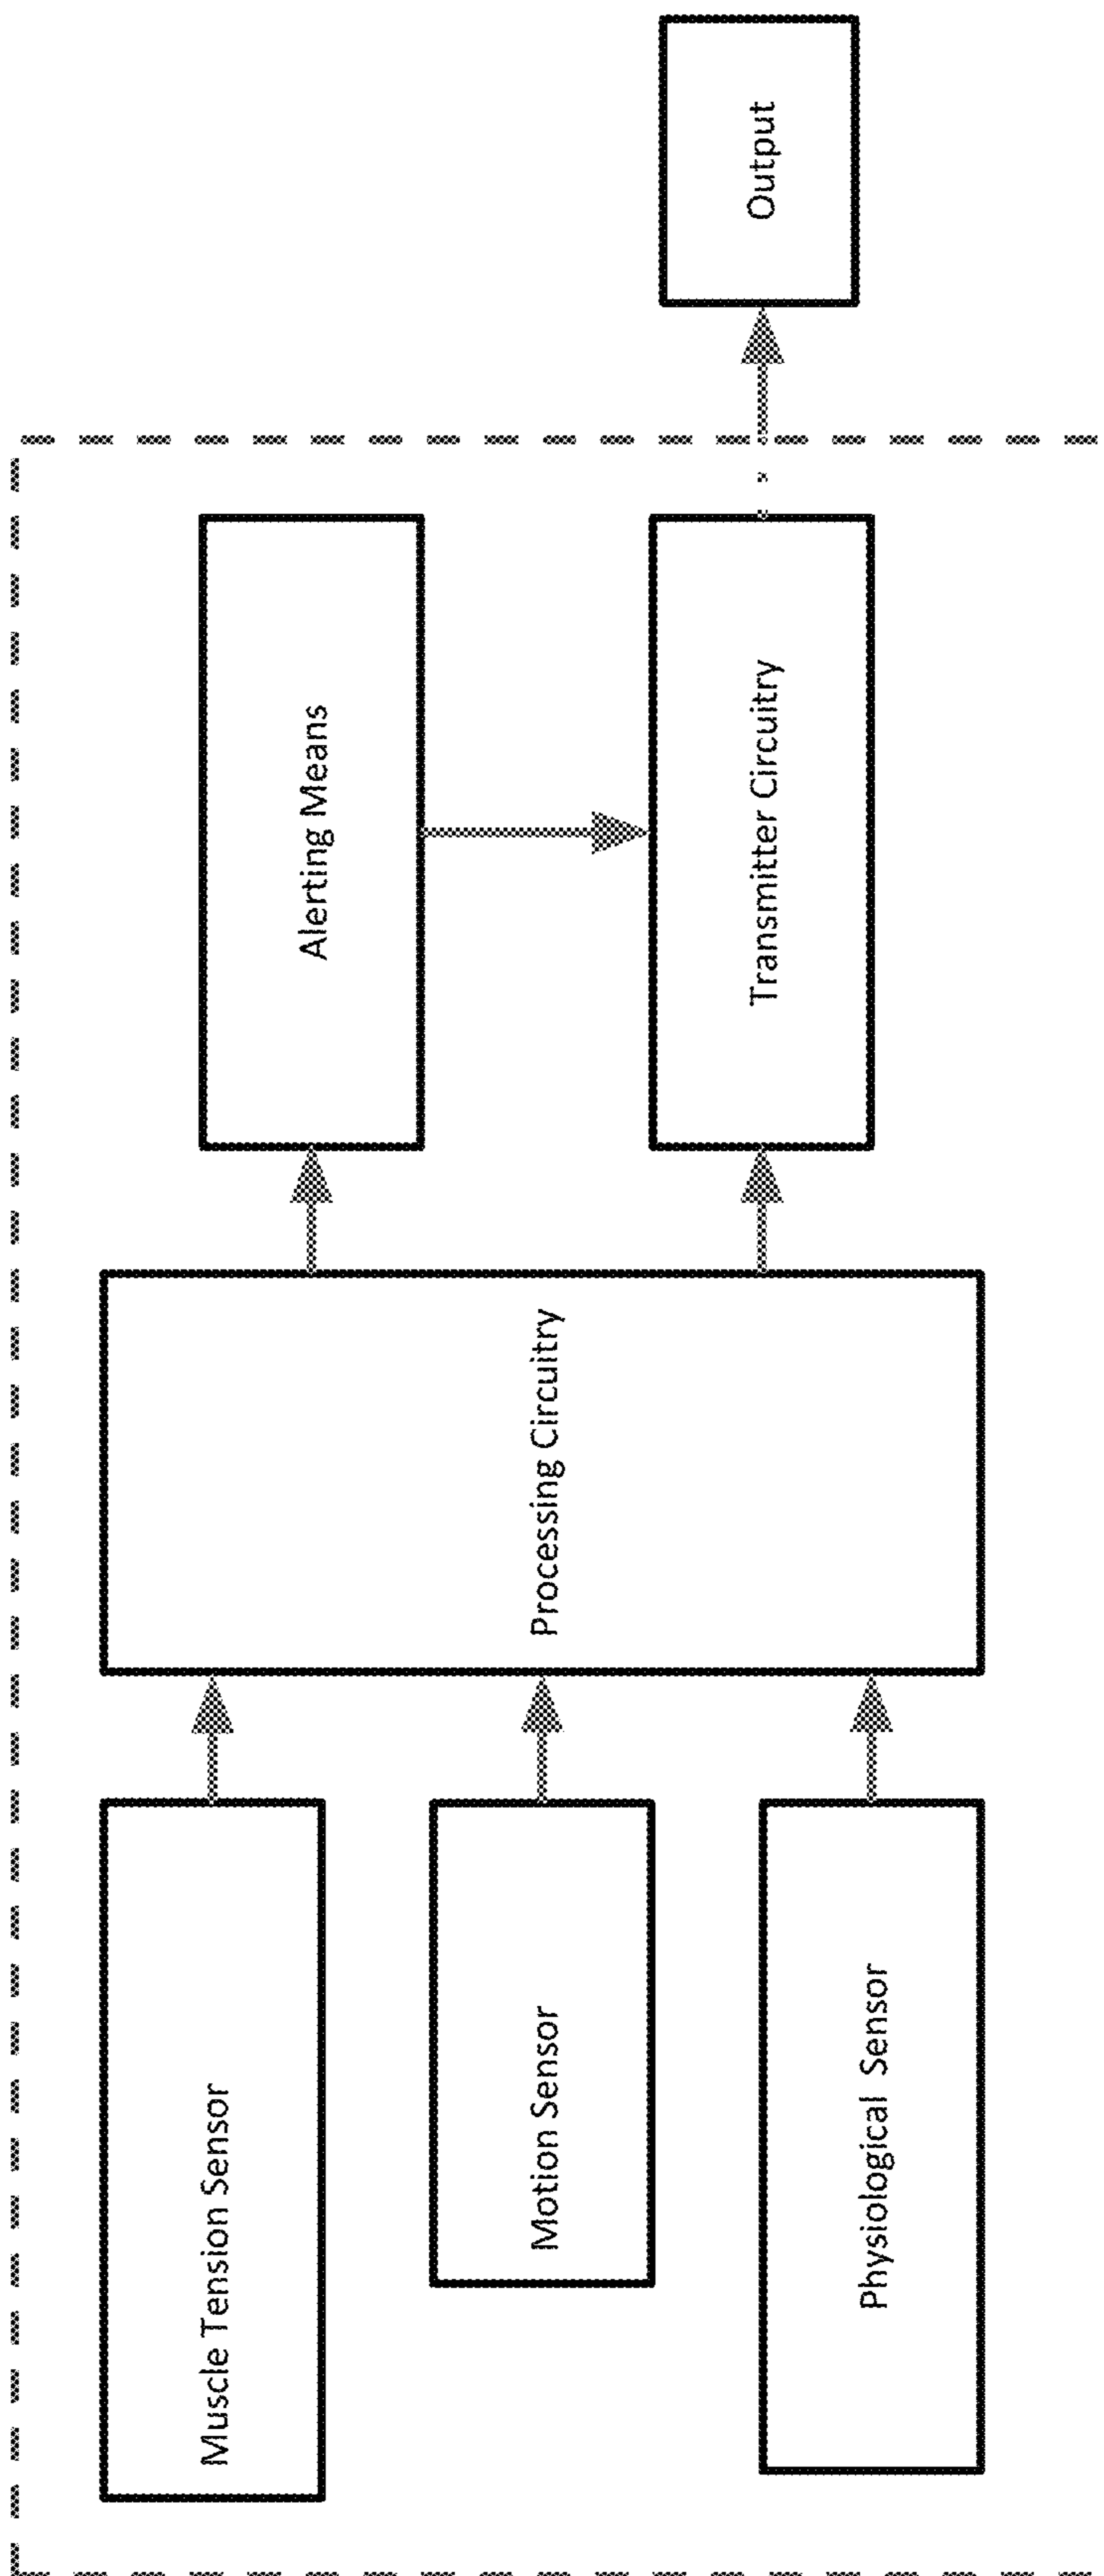 Muscle Tension Sensor
Motion Sensor
Physiological Sensor
Processing Circuitry
Alerting Means
Transmitter Circuitry
Output